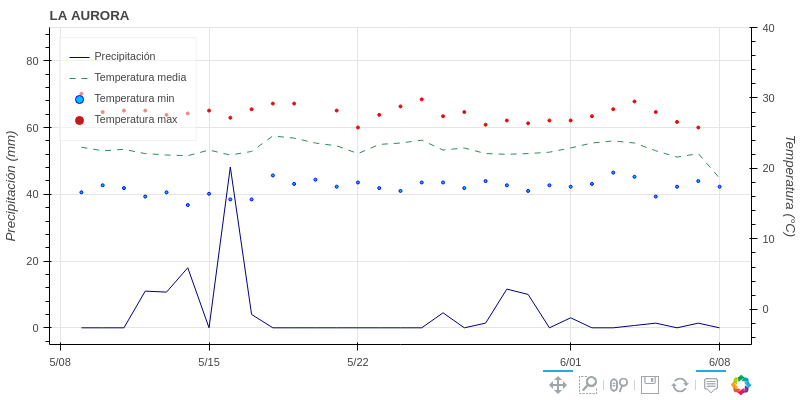 LA AURORA
Precipitación
Temperatura media
Temperatura min
Temperatura max
Precipitación (mm)
80
60
40
20
0
Temperatura (°C)
40
30
20
10
0
5/08
5/15
5/22
6/01
6/08